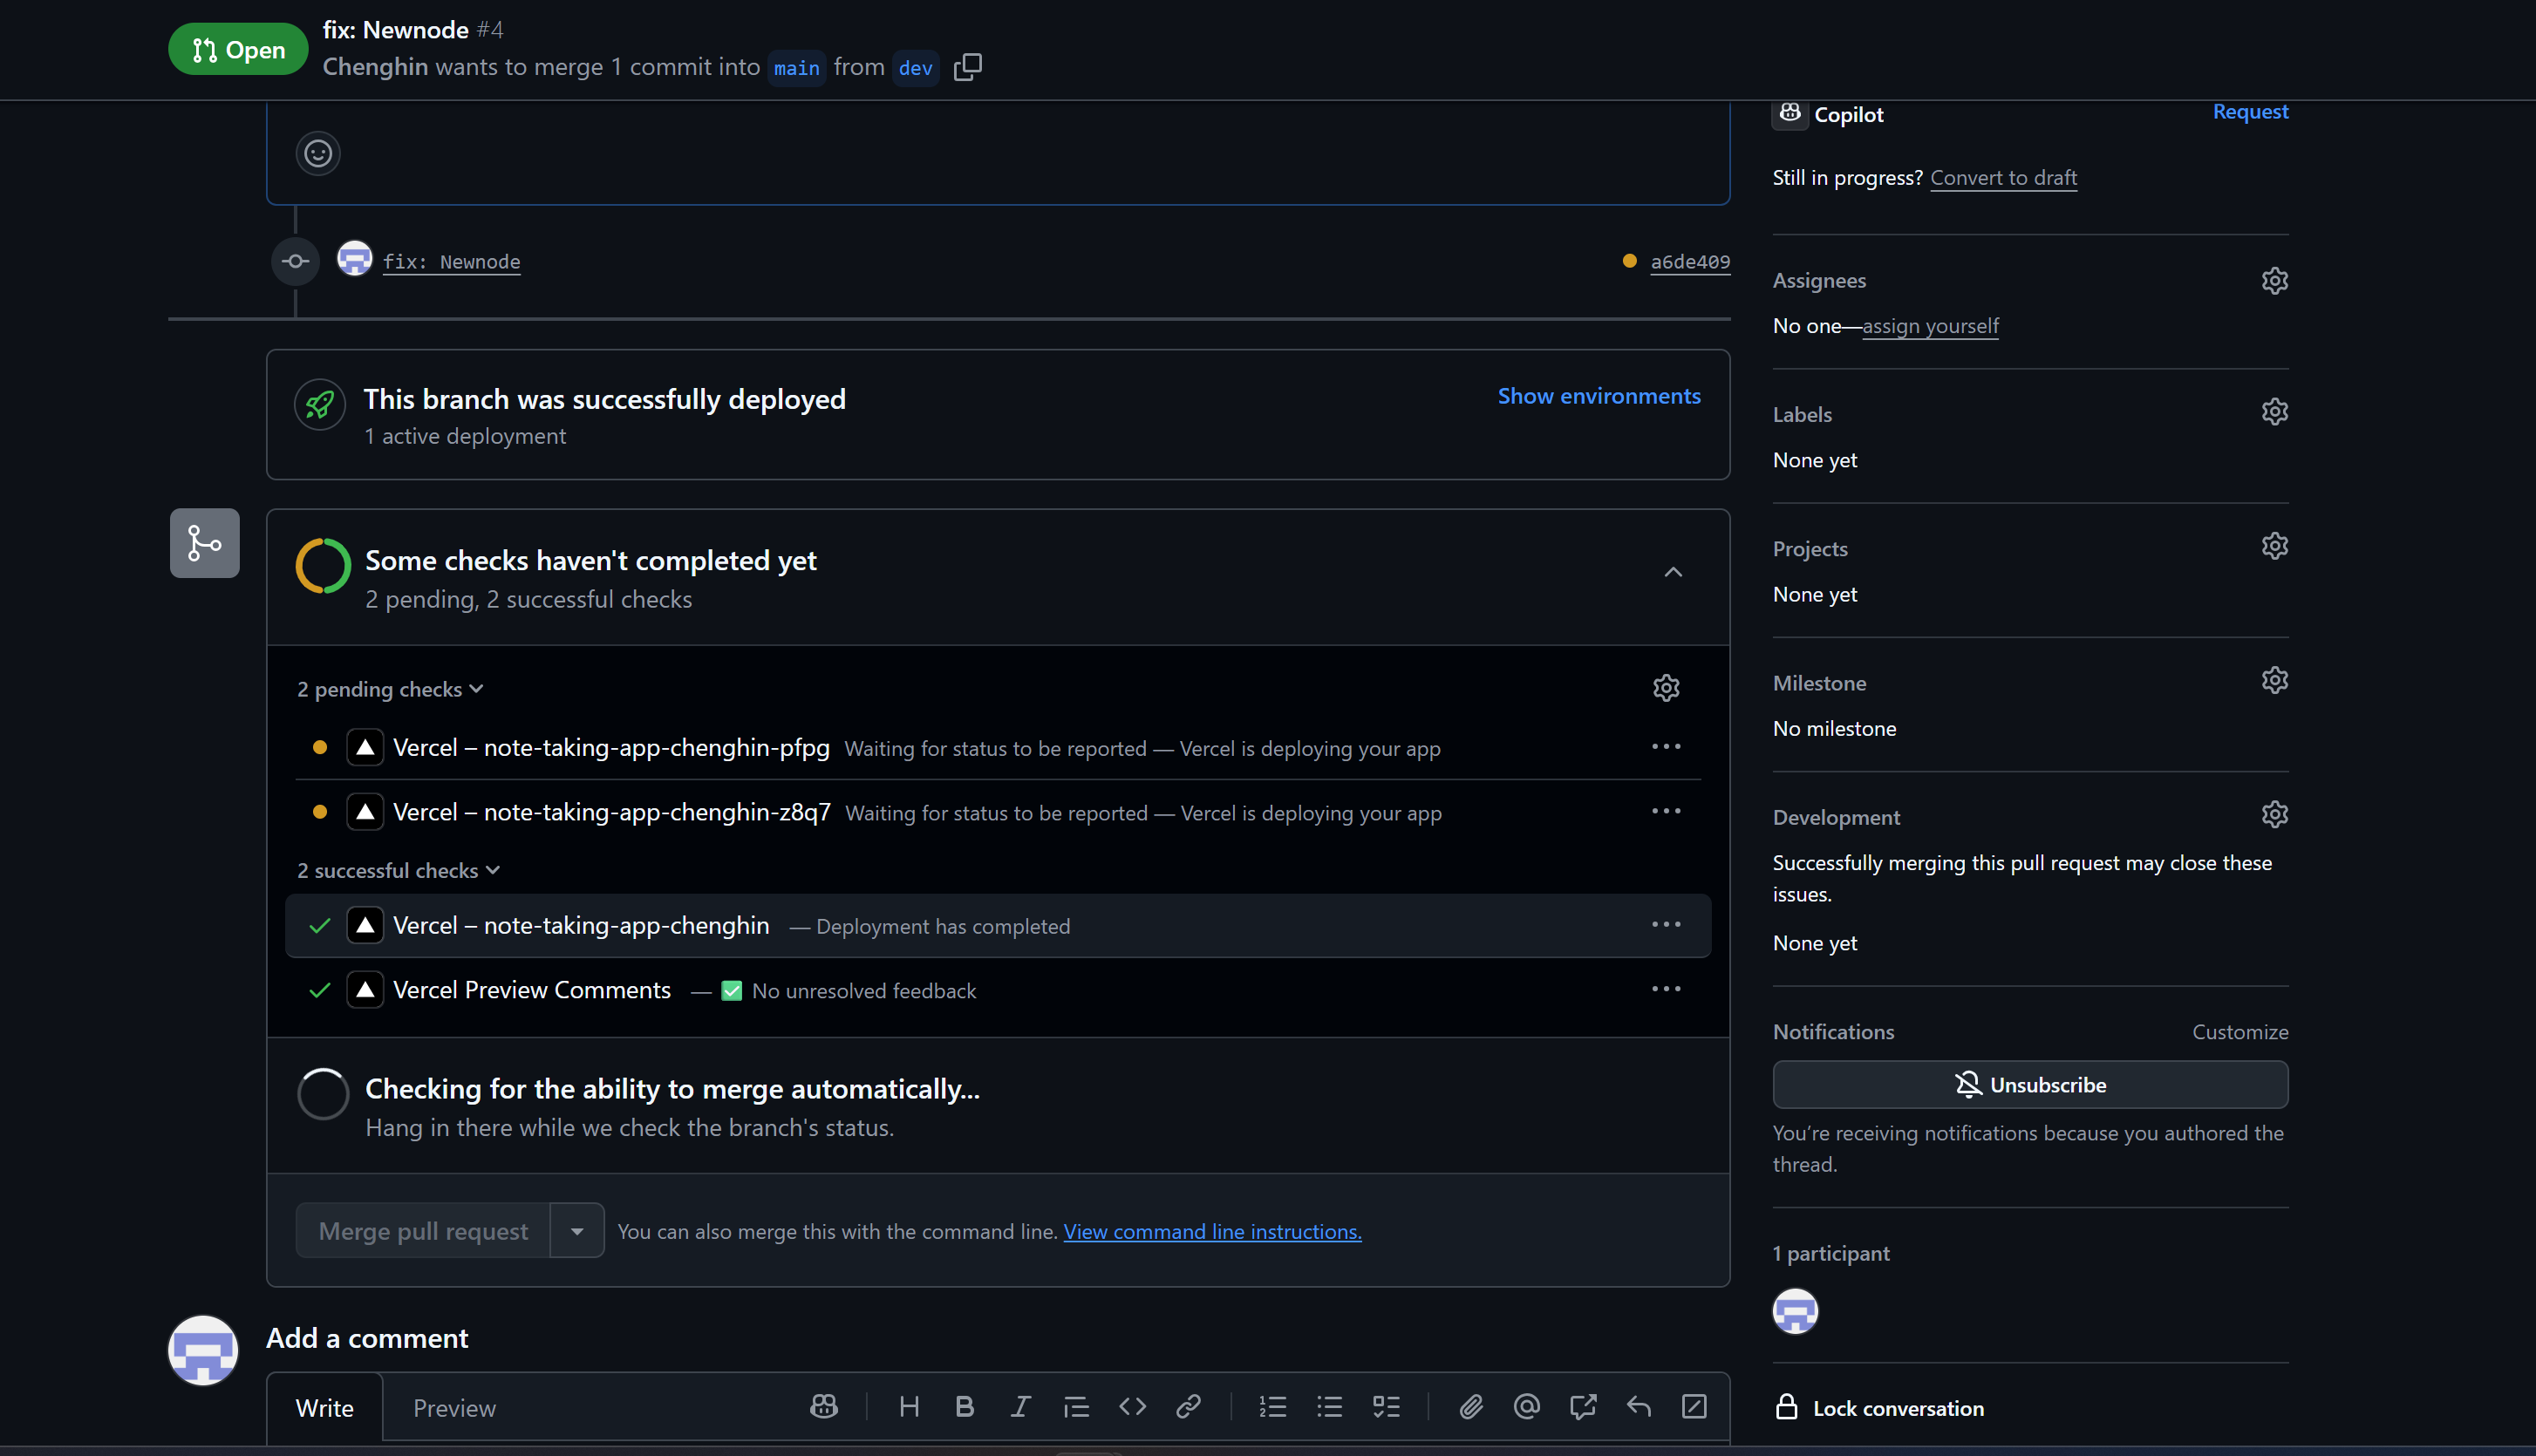 Open
fix: Newnode #4
Chenghin wants to merge 1 commit into main from dev
fix: Newnode
a6de409
This branch was successfully deployed
1 active deployment
Show environments
Some checks haven't completed yet
2 pending, 2 successful checks
2 pending checks
Vercel – note-taking-app-chenghin-pfpg Waiting for status to be reported — Vercel is deploying your app
Vercel – note-taking-app-chenghin-z8q7 Waiting for status to be reported — Vercel is deploying your app
2 successful checks
Vercel – note-taking-app-chenghin — Deployment has completed
Vercel Preview Comments — ✅ No unresolved feedback
Checking for the ability to merge automatically...
Hang in there while we check the branch's status.
Merge pull request
You can also merge this with the command line. View command line instructions.
Add a comment
Write
Preview
Copilot
Request
Still in progress? Convert to draft
Assignees
No one—assign yourself
Labels
None yet
Projects
None yet
Milestone
No milestone
Development
Successfully merging this pull request may close these
issues.
None yet
Notifications
Customize
Unsubscribe
You’re receiving notifications because you authored the
thread.
1 participant
Lock conversation